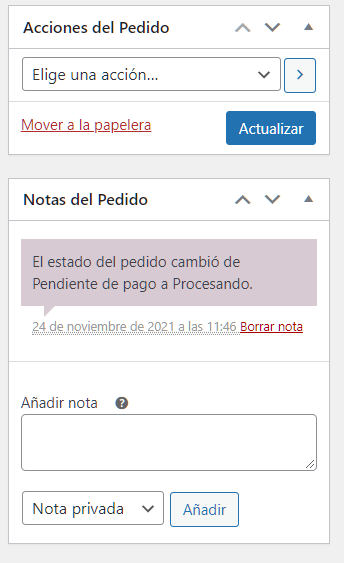 Acciones del Pedido
Elige una acción...
Mover a la papelera
Actualizar
Notas del Pedido
El estado del pedido cambió de
Pendiente de pago a Procesando.
24 de noviembre de 2021 a las 11:46 Borrar nota
Añadir nota ?
Nota privada
Añadir